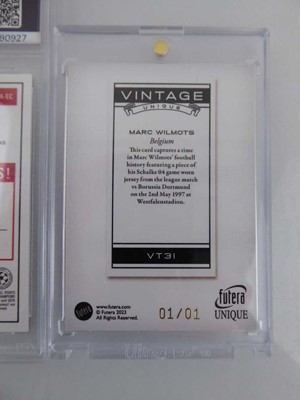 80927
VINTAGE
UNIQUE
MARC WILMOTS
Belgium
This card captures a time
in Marc Wilmots' football
history featuring a piece of
his Schalke 04 game worn
jersey from the league match
vs Borussia Dortmund
on the 2nd May 1997 at
Westfalenstadion.
VT31
futera
www.futera.com
© Futera 2023
All Rights Reserved.
01/01
futera
UNIQUE